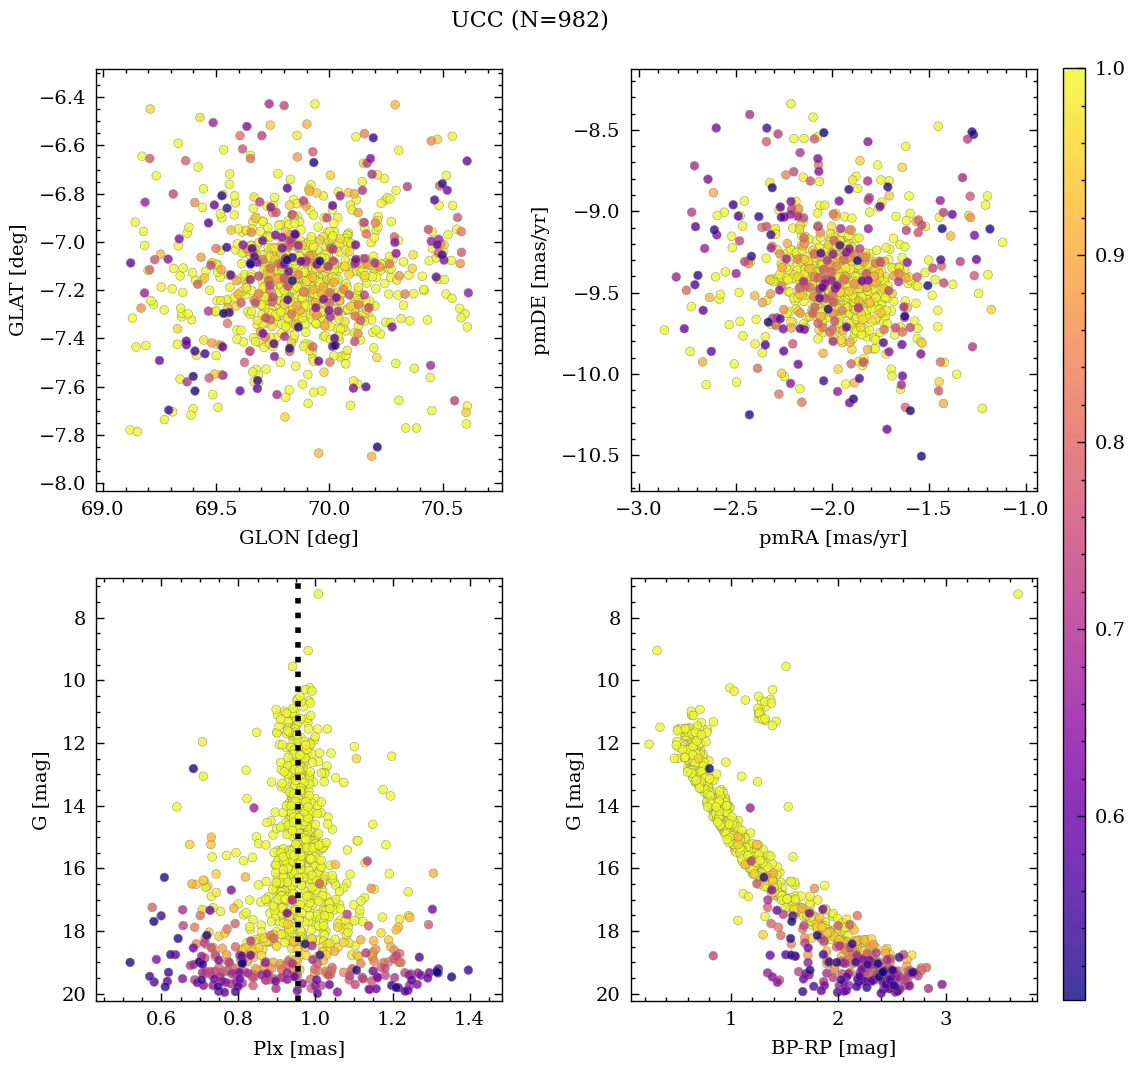 UCC (N=982)
−6.4
−6.6
−6.8
−7.0
−7.2
−7.4
−7.6
−7.8
−8.0
GLAT [deg]
69.0 69.5 70.0 70.5
GLON [deg]
−8.5
−9.0
−9.5
−10.0
−10.5
pmDE [mas/yr]
−3.0 −2.5 −2.0 −1.5 −1.0
pmRA [mas/yr]
8
10
12
14
16
18
20
G [mag]
0.6 0.8 1.0 1.2 1.4
Plx [mas]
8
10
12
14
16
18
20
G [mag]
1 2 3
BP-RP [mag]
1.0
0.9
0.8
0.7
0.6